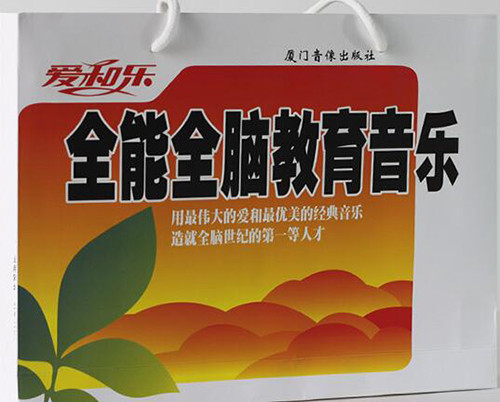 厦门音像出版社
爱和乐
全能全脑教育音乐
用最伟大的爱和最优美的经典音乐
造就全脑世纪的第一等人才